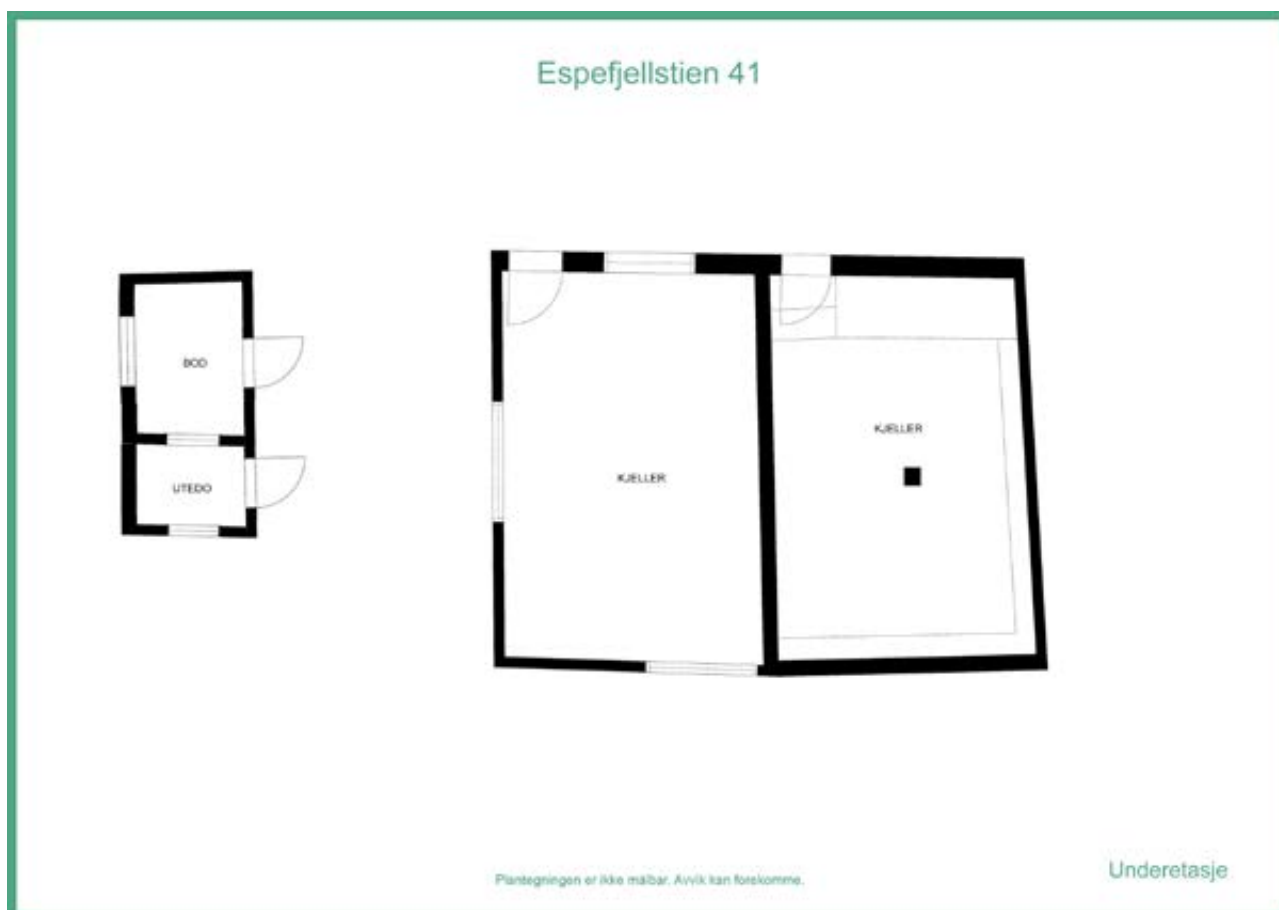 Espefjellstien 41
BOD
KJELLER
KJELLER
UTEDO
Underetasje
Plantegningen er ikke målbar. Avvik kan forekomme.